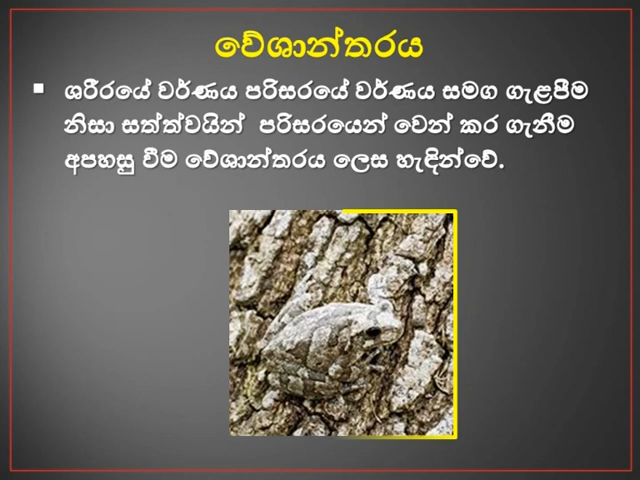 වේශාන්තරය
ශරීරයේ වර්ණය පරිසරයේ වර්ණය සමග ගැළපීම
නිසා සත්ත්වයින් පරිසරයෙන් වෙන් කර ගැනීම
අපහසු වීම වේශාන්තරය ලෙස හැඳින්වේ.